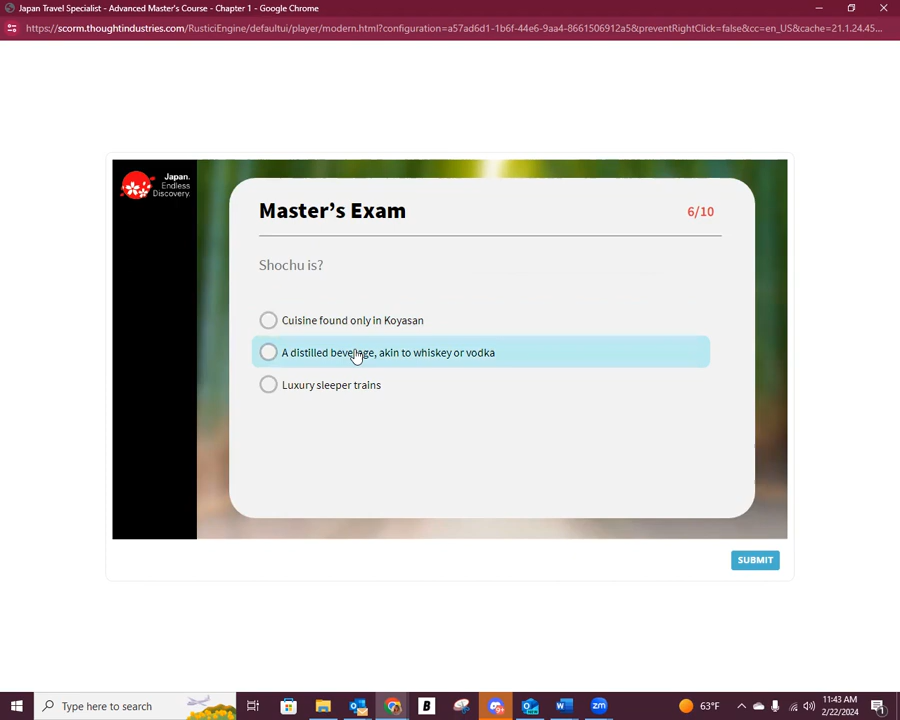 Japan Travel Specialist - Advanced Master's Course - Chapter 1 - Google Chrome
https://scorm.thoughtindustries.com/RusticiEngine/defaultui/player/modern.html?configuration=a57ad6d1-1b6f-44e6-9aa4-8661506912a5&preventRightClick=false&cc=en_US&cache=21.1.24.45...
Japan.
Endless
Discovery.
Master's Exam
6/10
Shochu is?
Cuisine found only in Koyasan
A distilled beverage, akin to whiskey or vodka
Luxury sleeper trains
SUBMIT
Type here to search
B
W
zm
63°F
11:43 AM
2/22/2024